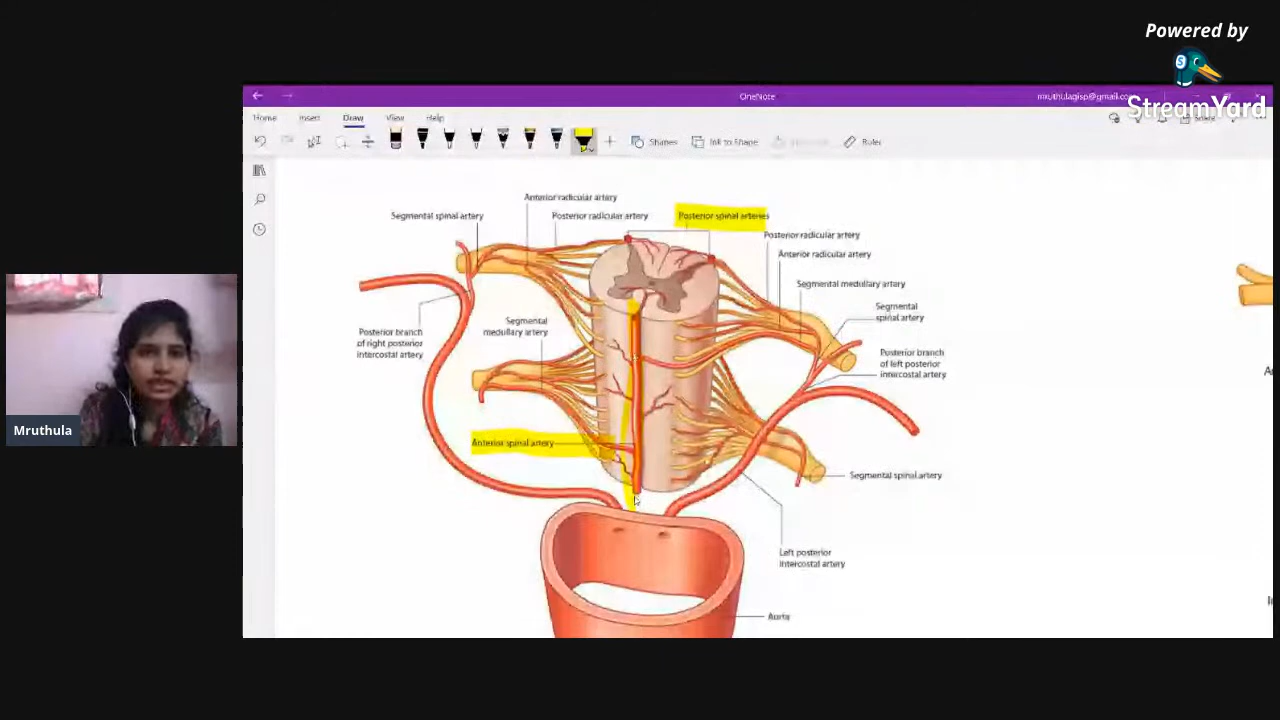 Powered by
StreamYard
OneNote
Home
Insert
Draw
View
Help
Shapes
Ink to Shape
Ruler
Anterior radicular artery
Segmental spinal artery
Posterior radicular artery
Posterior spinal arteries
Posterior radicular artery
Anterior radicular artery
Segmental medullary artery
Segmental
spinal artery
Segmental
medullary artery
Posterior branch
of right posterior
intercostal artery
Posterior branch
of left posterior
intercostal artery
Mruthula
Anterior spinal artery
Segmental spinal artery
Left posterior
intercostal artery
Aorta